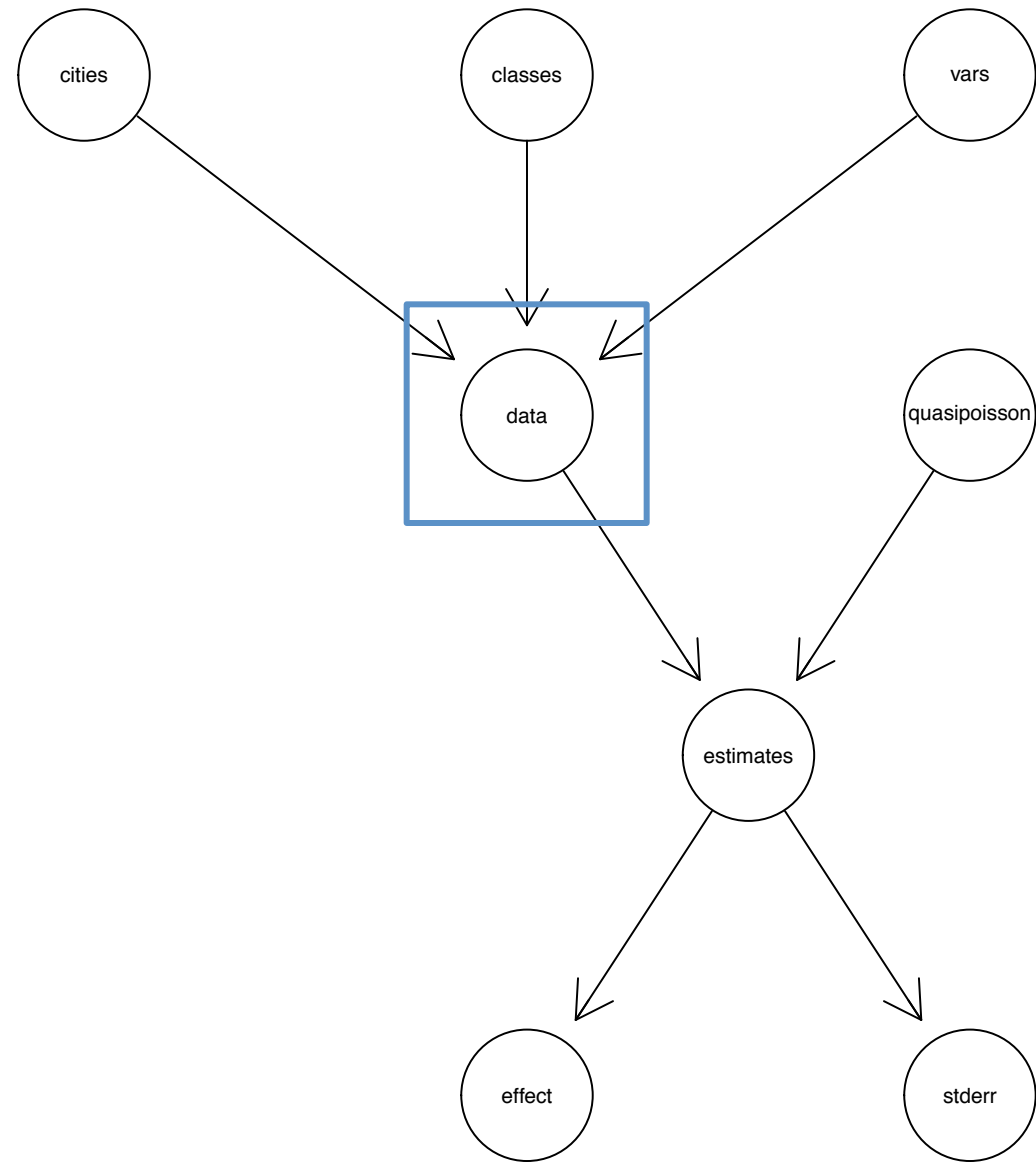 cities
classes
vars
data
quasipoisson
estimates
effect
stderr